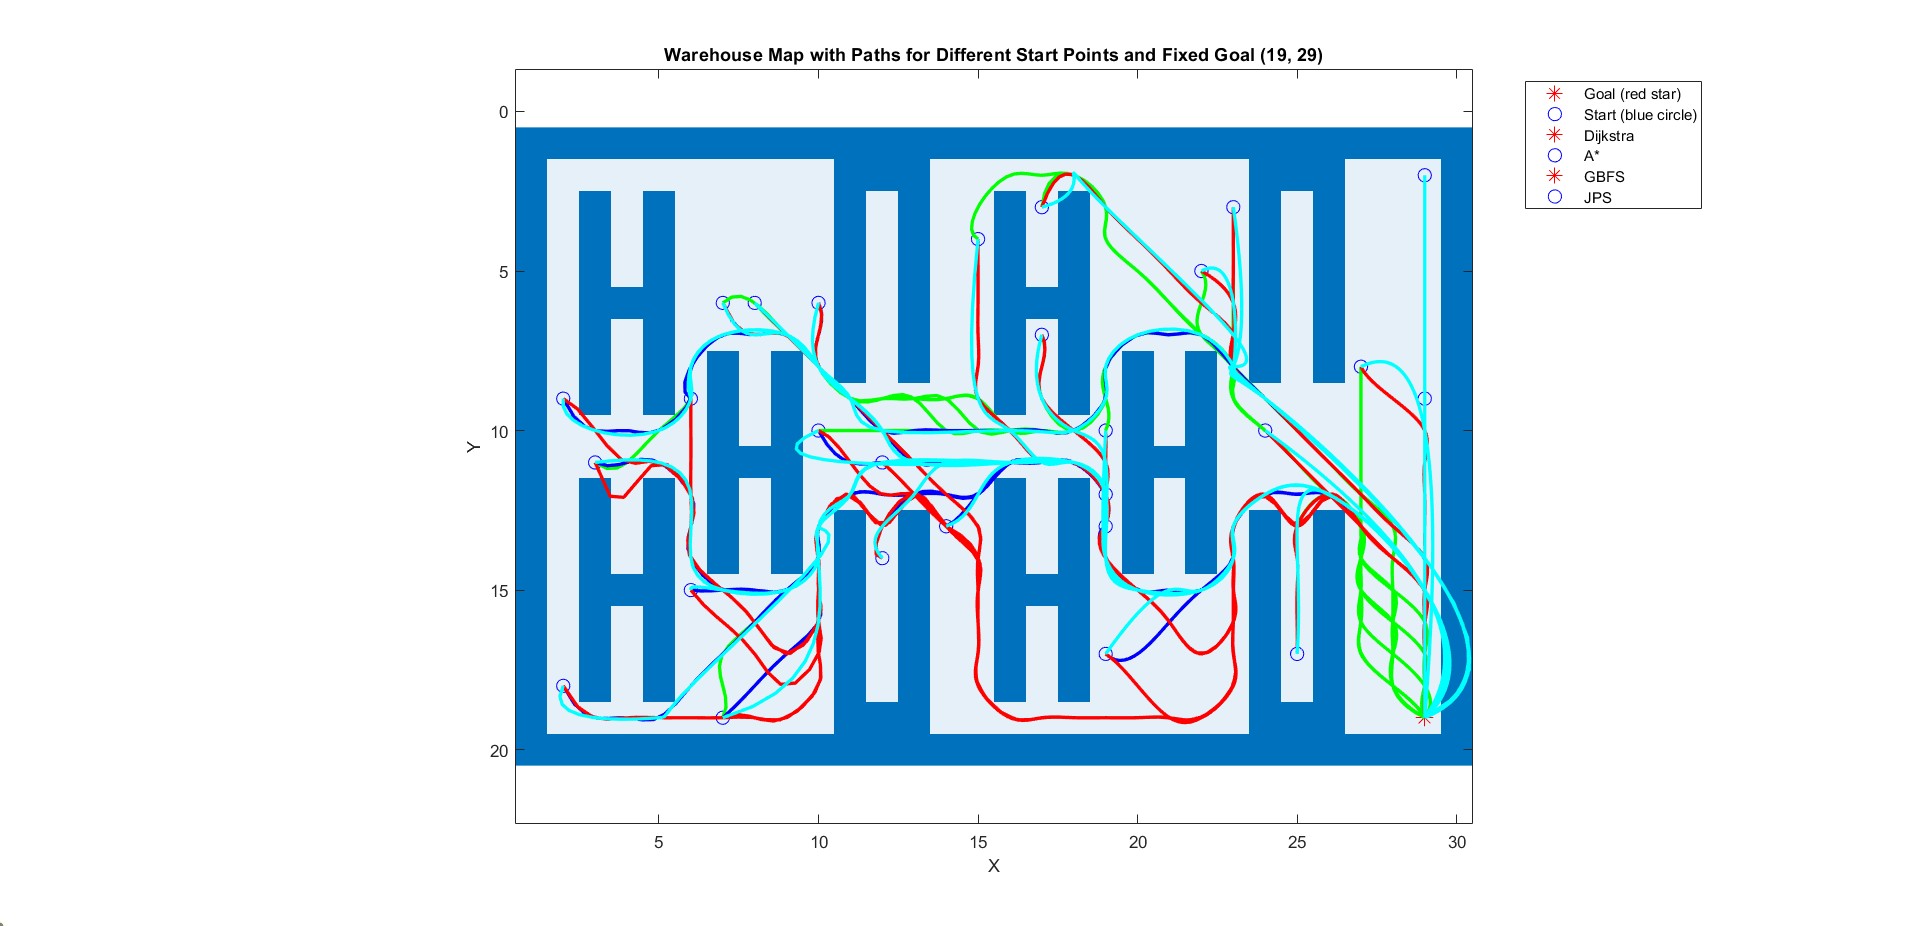 Warehouse Map with Paths for Different Start Points and Fixed Goal (19, 29)
Goal (red star)
Start (blue circle)
Dijkstra
A*
GBFS
JPS
0
5
10
15
20
Y
5
10
15
20
25
30
X